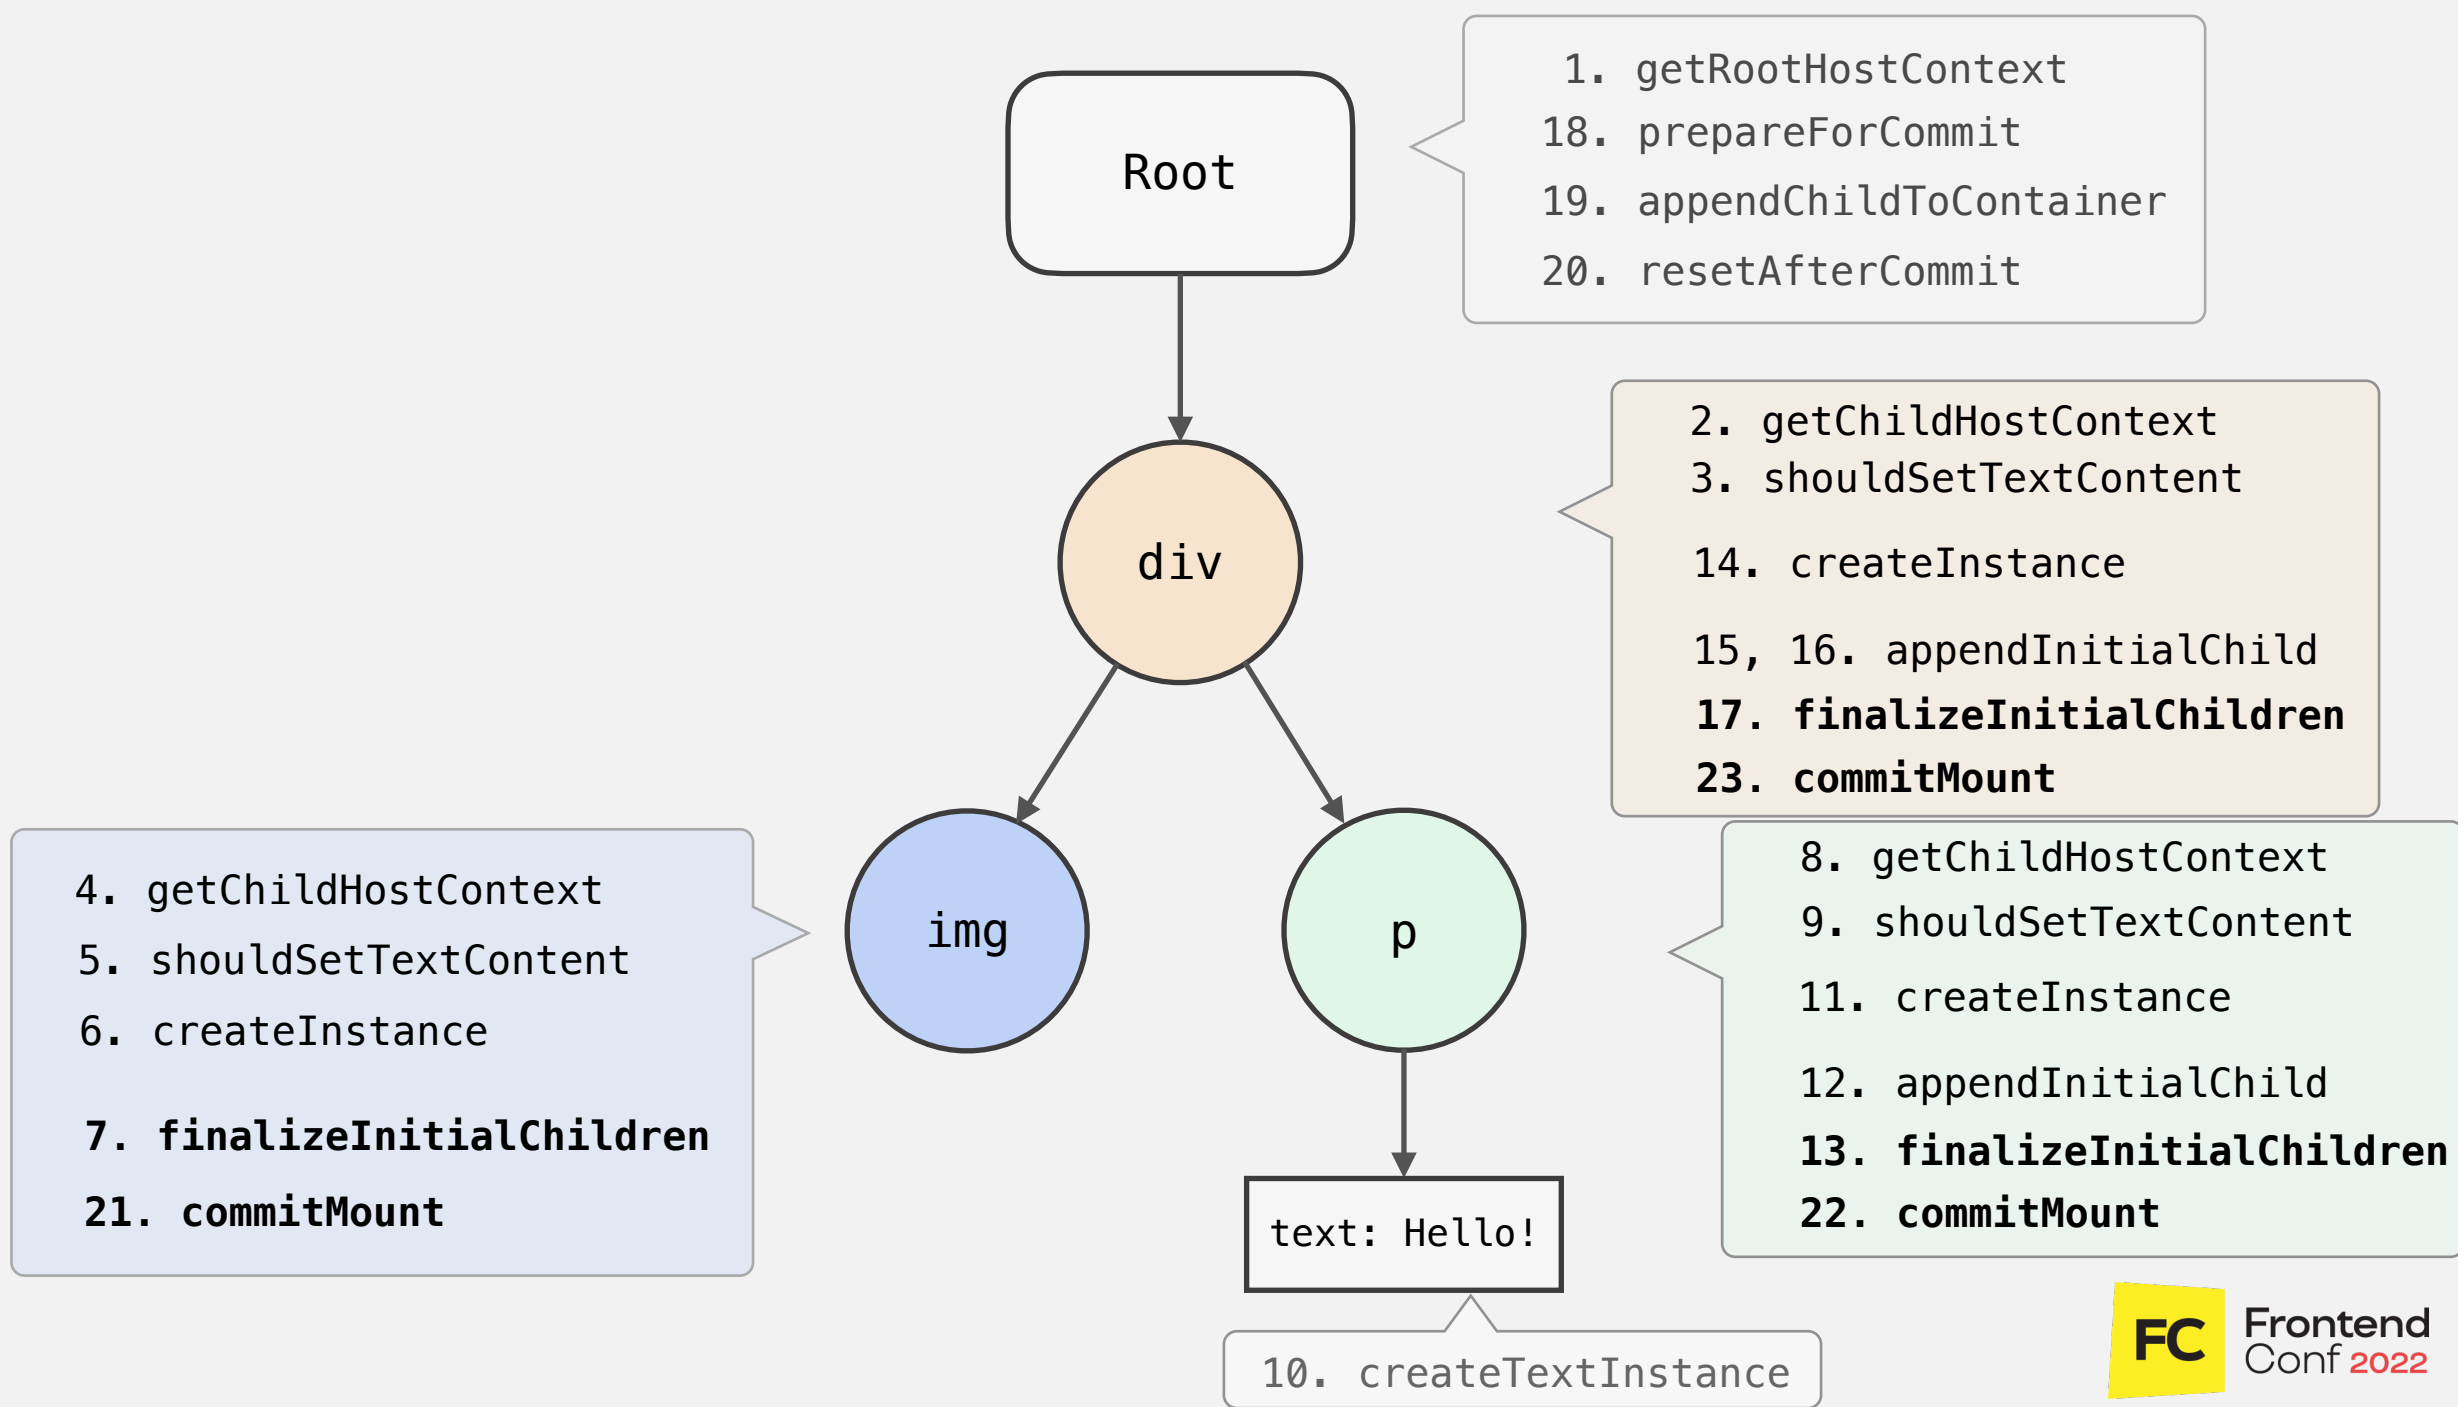 Root
1. getRootHostContext
18. prepareForCommit
19. appendChildToContainer
20. resetAfterCommit
div
2. getChildHostContext
3. shouldSetTextContent
14. createInstance
15, 16. appendInitialChild
17. finalizeInitialChildren
23. commitMount
img
4. getChildHostContext
5. shouldSetTextContent
6. createInstance
7. finalizeInitialChildren
21. commitMount
p
8. getChildHostContext
9. shouldSetTextContent
11. createInstance
12. appendInitialChild
13. finalizeInitialChildren
22. commitMount
text: Hello!
10. createTextInstance
FC
Frontend
Conf 2022